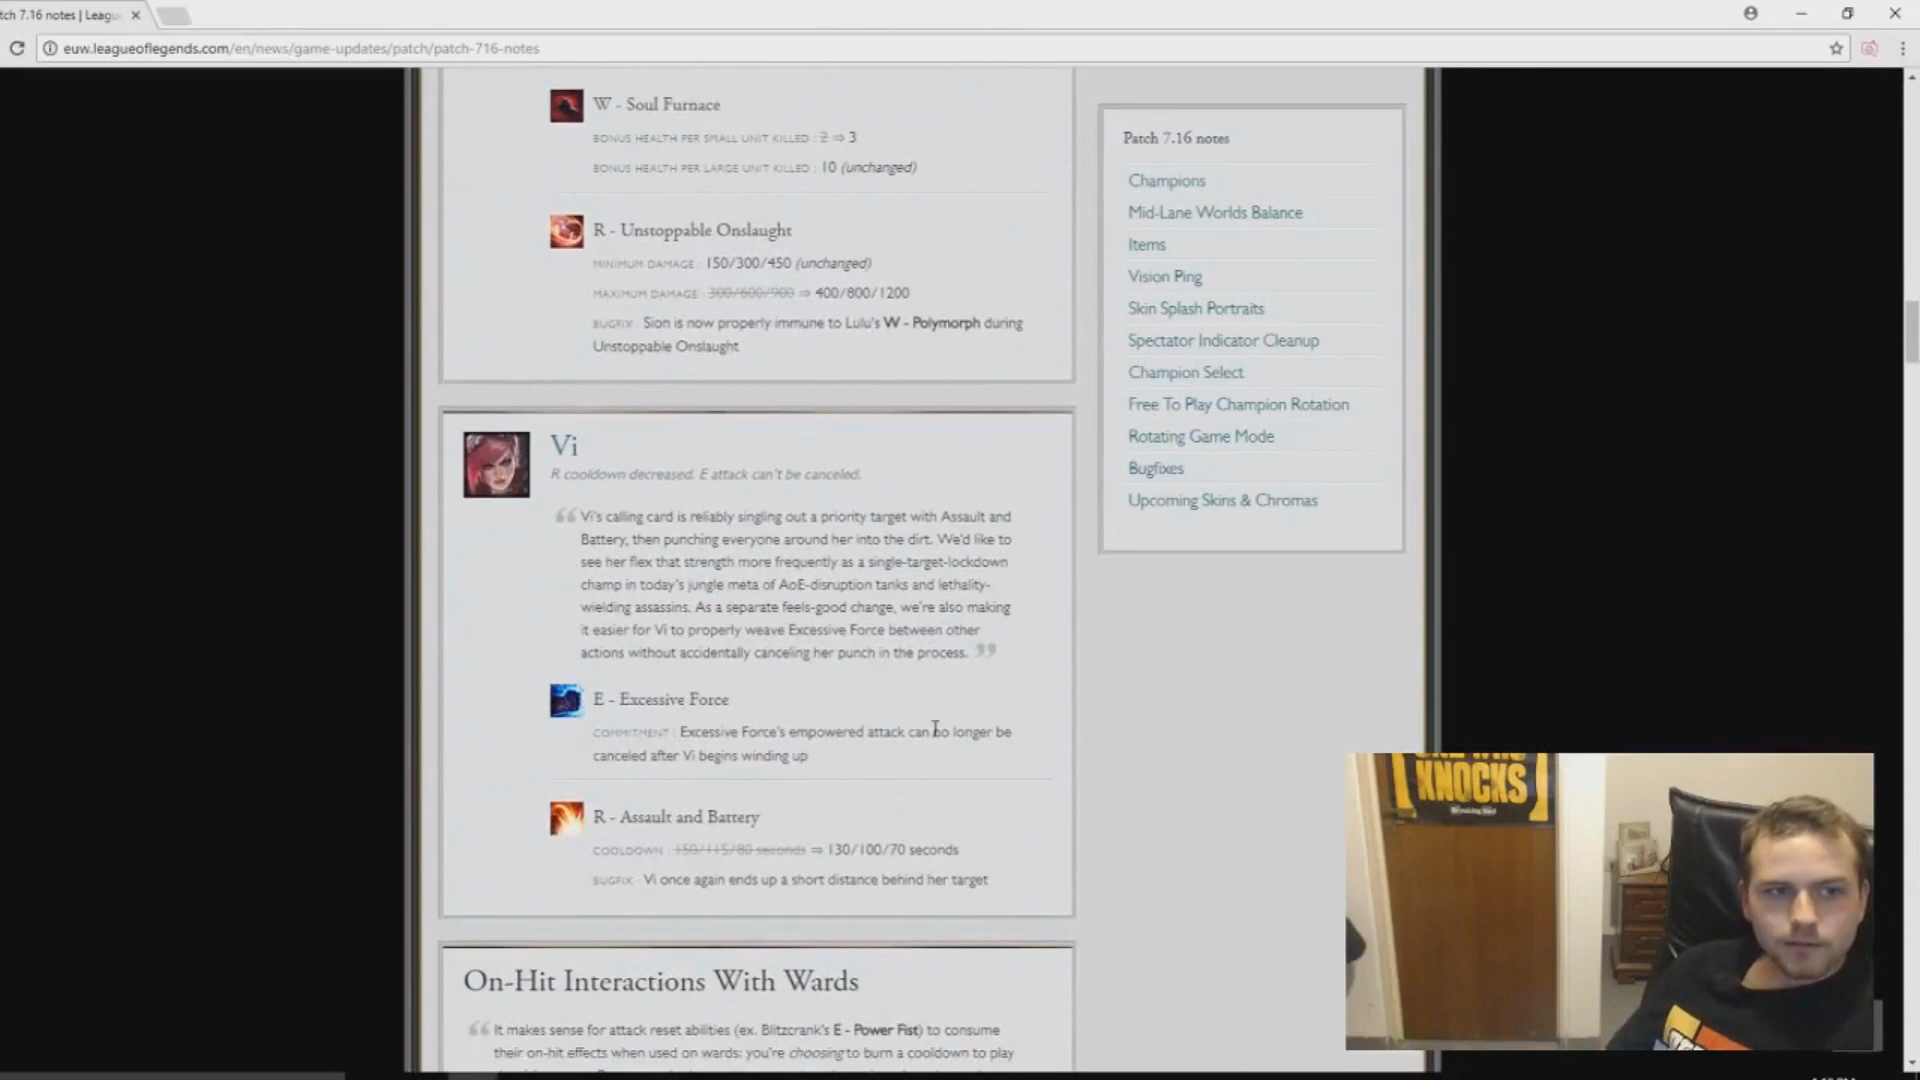 tch 7.16 notes | Leagu
euw.leagueoflegends.com/en/news/game-updates/patch/patch-716-notes
W - Soul Furnace
BONUS HEALTH PER SMALL UNIT KILLED : 2 ⇒ 3
BONUS HEALTH PER LARGE UNIT KILLED : 10 (unchanged)
R - Unstoppable Onslaught
MINIMUM DAMAGE : 150/300/450 (unchanged)
MAXIMUM DAMAGE : 300/600/900 ⇒ 400/800/1200
BUGFIX : Sion is now properly immune to Lulu's W - Polymorph during
Unstoppable Onslaught
Vi
R cooldown decreased. E attack can't be canceled.
“ Vi's calling card is reliably singling out a priority target with Assault and
Battery, then punching everyone around her into the dirt. We'd like to
see her flex that strength more frequently as a single-target-lockdown
champ in today's jungle meta of AoE-disruption tanks and lethality-
wielding assassins. As a separate feels-good change, we're also making
it easier for Vi to properly weave Excessive Force between other
actions without accidentally canceling her punch in the process. ”
E - Excessive Force
COMMITMENT : Excessive Force's empowered attack can no longer be
canceled after Vi begins winding up
R - Assault and Battery
COOLDOWN : 150/115/80 seconds ⇒ 130/100/70 seconds
BUGFIX : Vi once again ends up a short distance behind her target
On-Hit Interactions With Wards
“ It makes sense for attack reset abilities (ex. Blitzcrank's E - Power Fist) to consume
their on-hit effects when used on wards: you're choosing to burn a cooldown to play
Patch 7.16 notes
Champions
Mid-Lane Worlds Balance
Items
Vision Ping
Skin Splash Portraits
Spectator Indicator Cleanup
Champion Select
Free To Play Champion Rotation
Rotating Game Mode
Bugfixes
Upcoming Skins & Chromas
KNOCKS
Breaking Bad